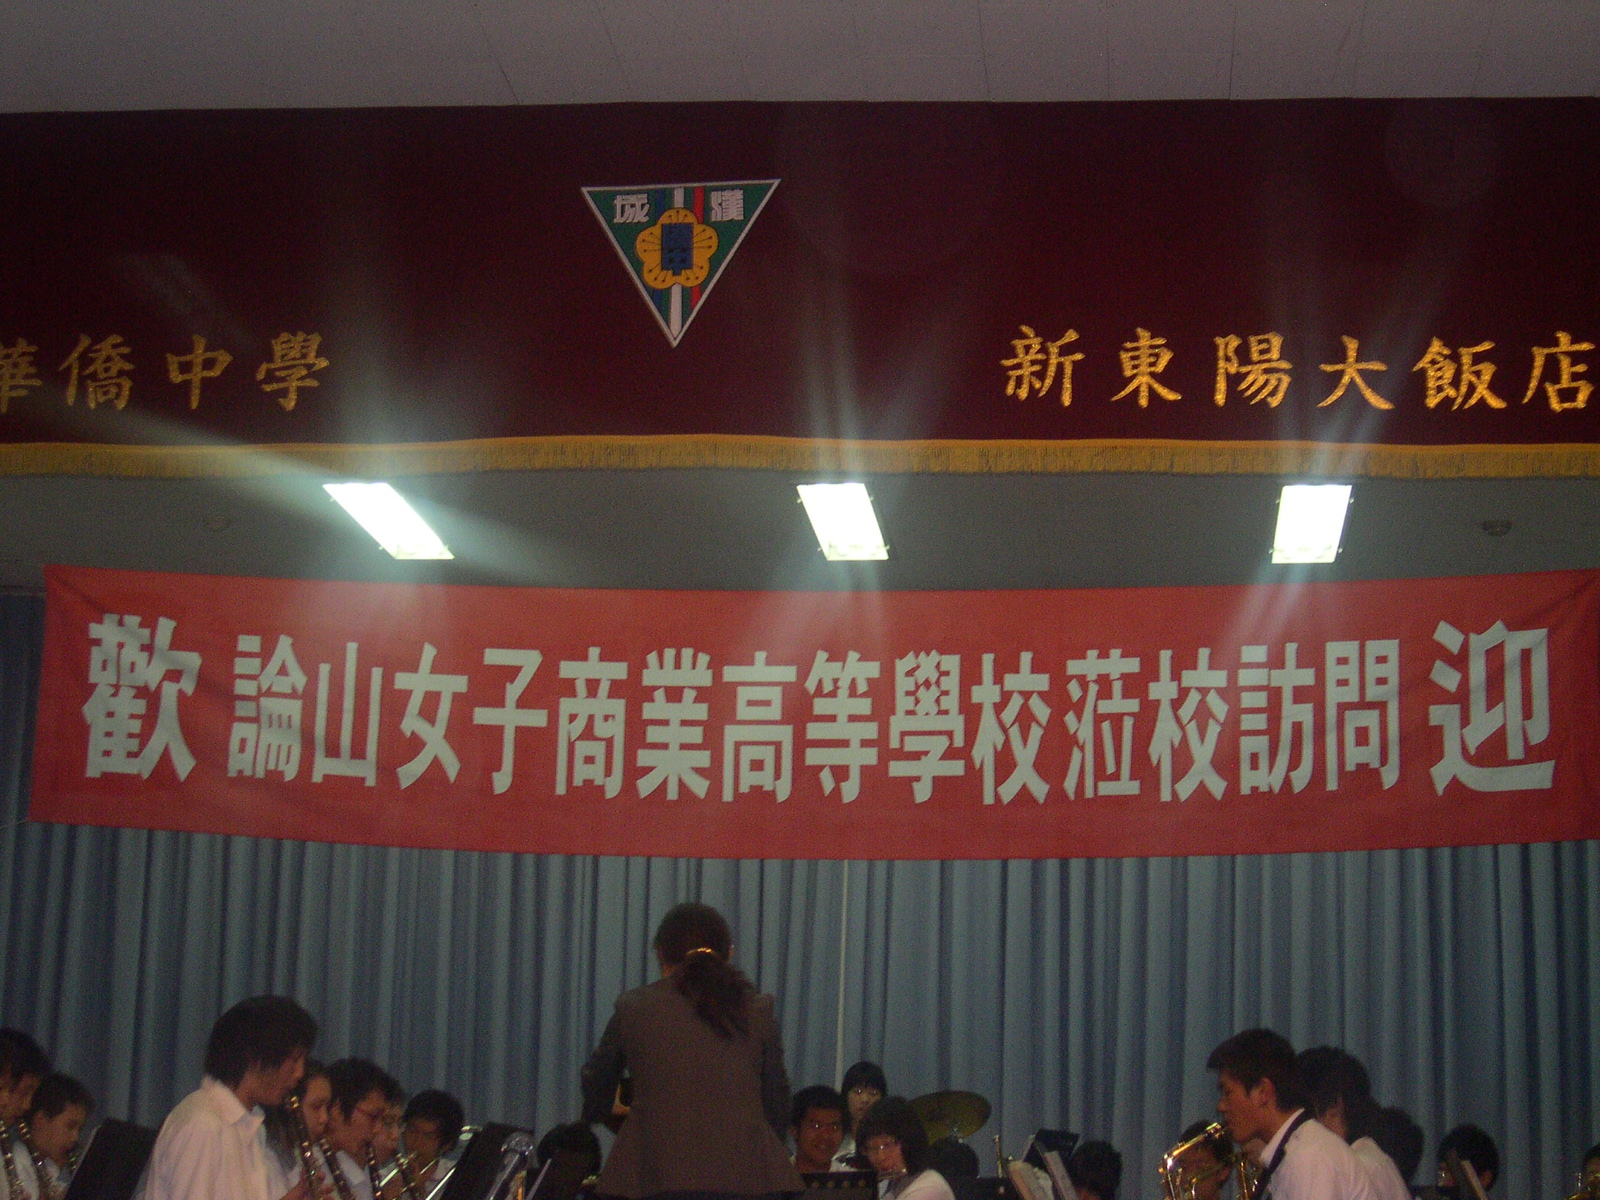 城 漢
華僑中學
新東陽大飯店
歡 論山女子商業高等學校蒞校訪問 迎